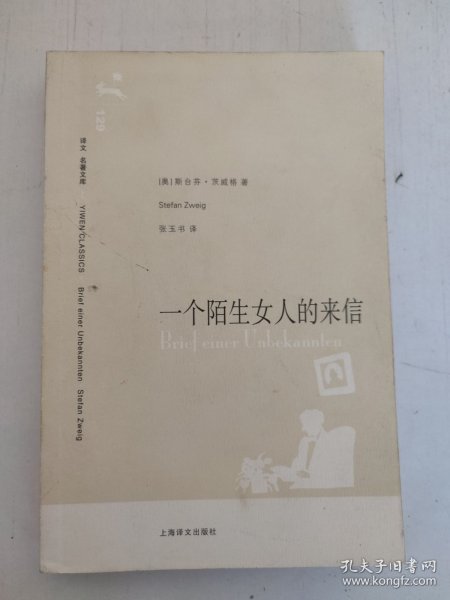 129
译文 名著文库 YIWEN CLASSICS Brief einer Unbekannten Stefan Zweig
[奥]斯台芬·茨威格 著
Stefan Zweig
张玉书 译
一个陌生女人的来信
Brief einer Unbekannten
上海译文出版社
孔夫子旧书网
www.kongfz.com